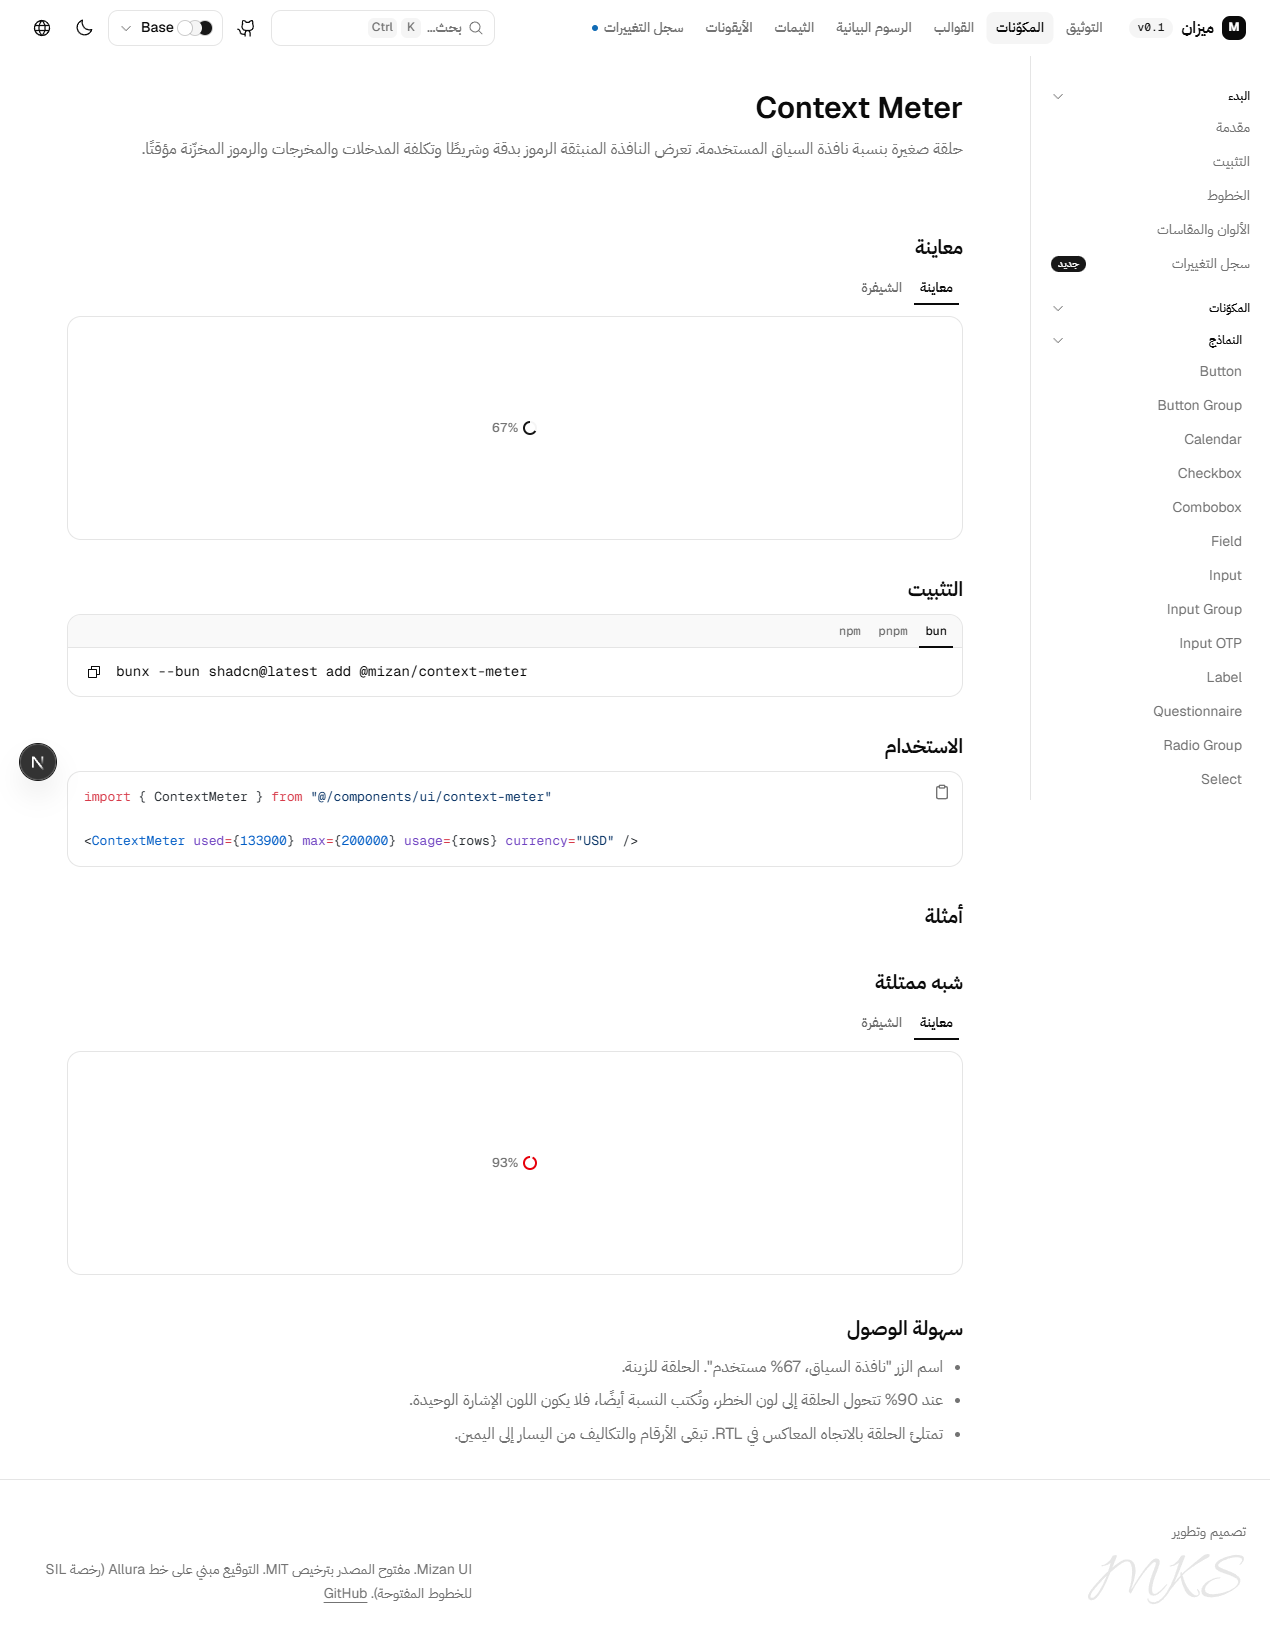 M ميزان v0.1 التوثيق المكوّنات القوالب الرسوم البيانية الثيمات الأيقونات سجل التغييرات بحث... K Ctrl Base
البدء
مقدمة
التثبيت
الخطوط
الألوان والمقاسات
سجل التغييرات جديد
المكوّنات
النماذج
Button
Button Group
Calendar
Checkbox
Combobox
Field
Input
Input Group
Input OTP
Label
Questionnaire
Radio Group
Select
Context Meter
حلقة صغيرة بنسبة نافذة السياق المستخدمة. تعرض النافذة المنبثقة الرموز بدقة وشريطًا وتكلفة المدخلات والمخرجات والرموز المخزّنة مؤقتًا.
معاينة
معاينة الشيفرة
67%
التثبيت
bun pnpm npm
bunx --bun shadcn@latest add @mizan/context-meter
الاستخدام
import { ContextMeter } from "@/components/ui/context-meter"
<ContextMeter used={133900} max={200000} usage={rows} currency="USD" />
أمثلة
شبه ممتلئة
معاينة الشيفرة
93%
سهولة الوصول
• اسم الزر "نافذة السياق، 67% مستخدم". الحلقة للزينة.
• عند 90% تتحول الحلقة إلى لون الخطر، وتُكتب النسبة أيضًا، فلا يكون اللون الإشارة الوحيدة.
• تمتلئ الحلقة بالاتجاه المعاكس في RTL. تبقى الأرقام والتكاليف من اليسار إلى اليمين.
تصميم وتطوير
MKS
Mizan UI. مفتوح المصدر بترخيص MIT. التوقيع مبني على خط Allura (رخصة SIL
للخطوط المفتوحة). GitHub
N